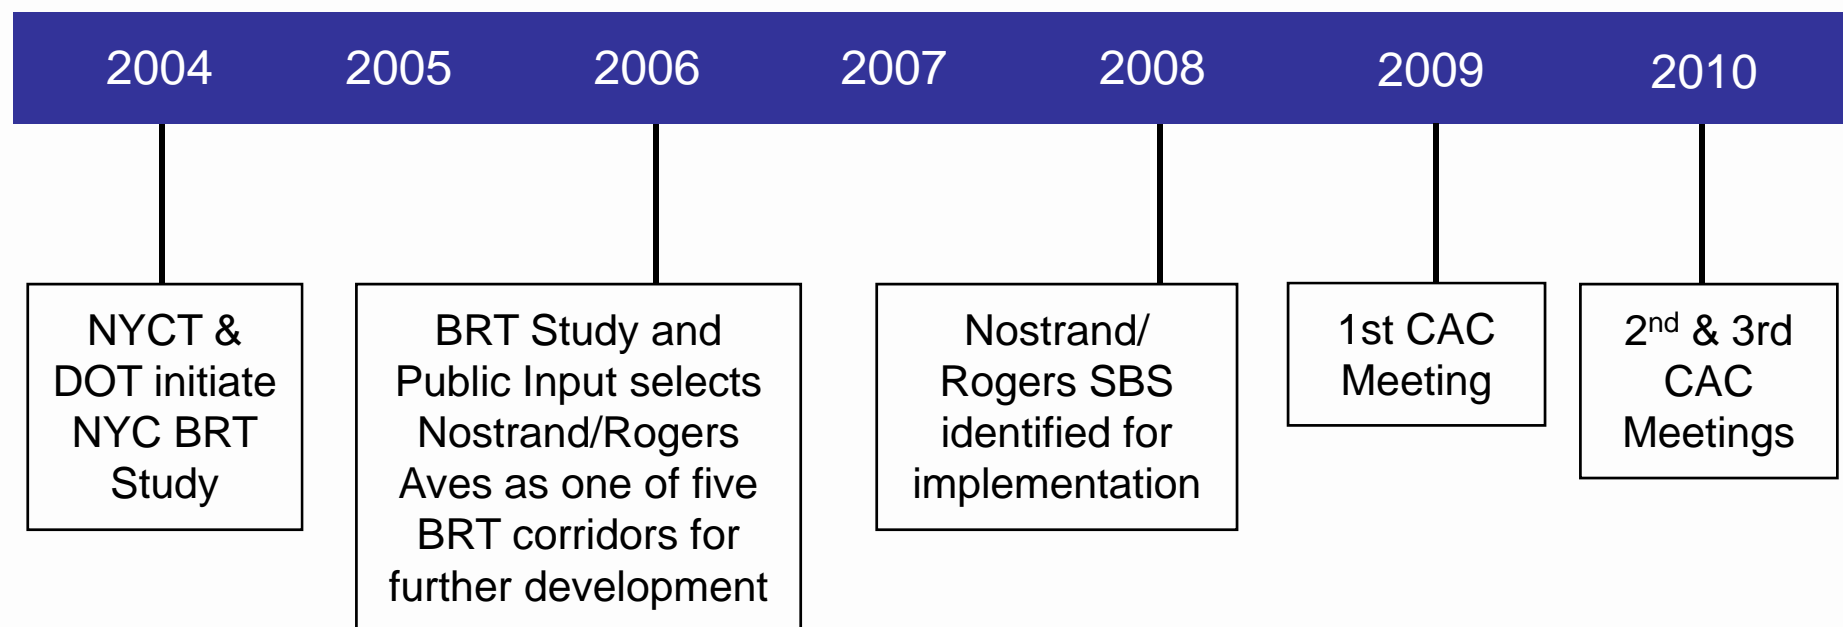 2004 2005 2006 2007 2008 2009 2010
NYCT &
DOT initiate
NYC BRT
Study
BRT Study and
Public Input selects
Nostrand/Rogers
Aves as one of five
BRT corridors for
further development
Nostrand/
Rogers SBS
identified for
implementation
1st CAC
Meeting
2nd & 3rd
CAC
Meetings